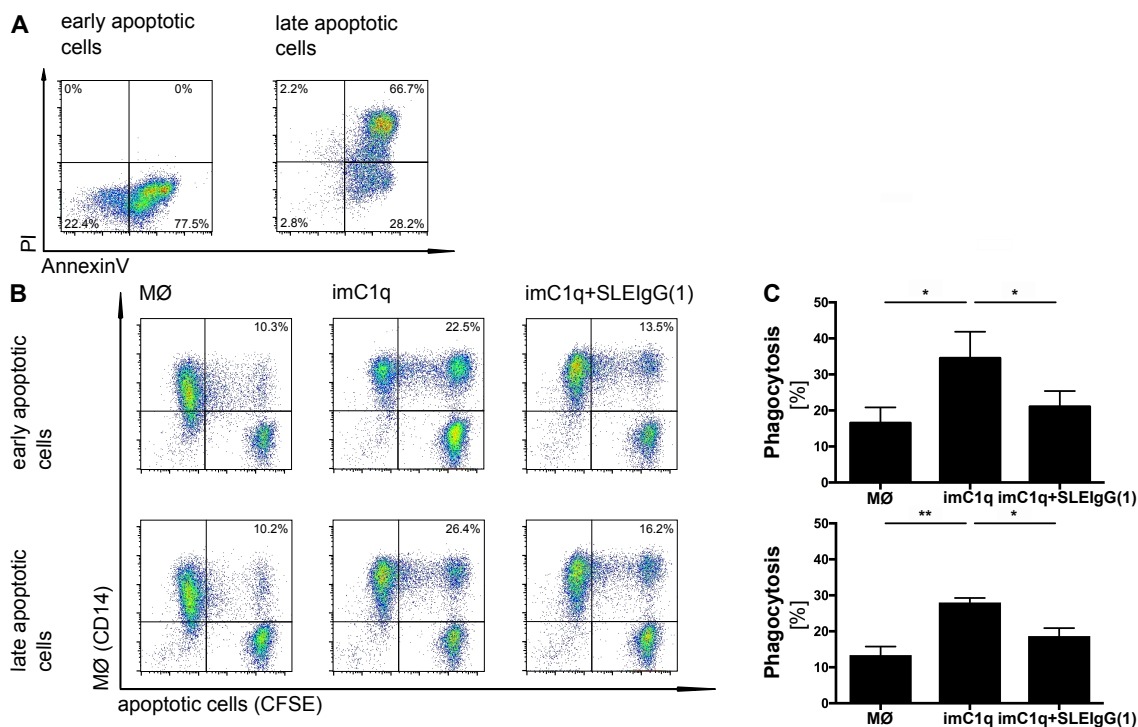 A
early apoptotic
cells
late apoptotic
cells
0%
0%
22.4%
77.5%
2.2%
66.7%
2.8%
28.2%
PI
AnnexinV
B
MØ
imC1q
imC1q+SLEIgG(1)
early apoptotic
cells
10.3%
22.5%
13.5%
late apoptotic
cells
10.2%
26.4%
16.2%
MØ (CD14)
apoptotic cells (CFSE)
C
Phagocytosis
[%]
50
40
30
20
10
0
*
*
MØ
imC1q
imC1q+SLEIgG(1)
Phagocytosis
[%]
50
40
30
20
10
0
**
*
MØ
imC1q
imC1q+SLEIgG(1)